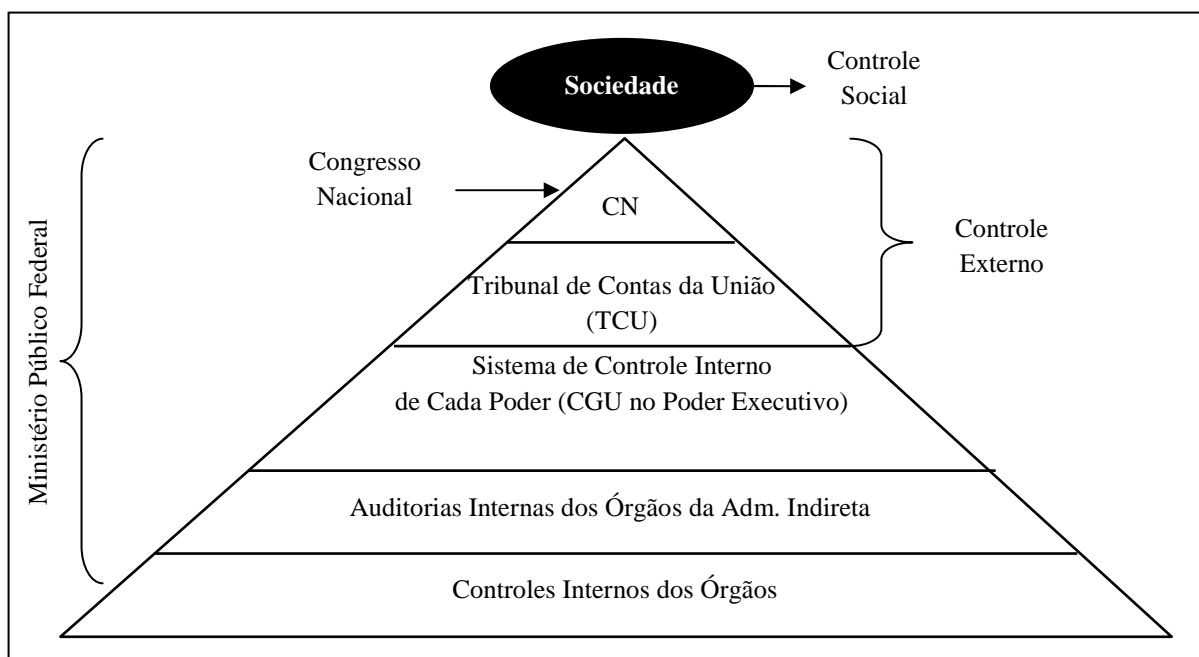 Sociedade
Controle
Social
Congresso
Nacional
CN
Controle
Externo
Ministério Público Federal
Tribunal de Contas da União
(TCU)
Sistema de Controle Interno
de Cada Poder (CGU no Poder Executivo)
Auditorias Internas dos Órgãos da Adm. Indireta
Controles Internos dos Órgãos